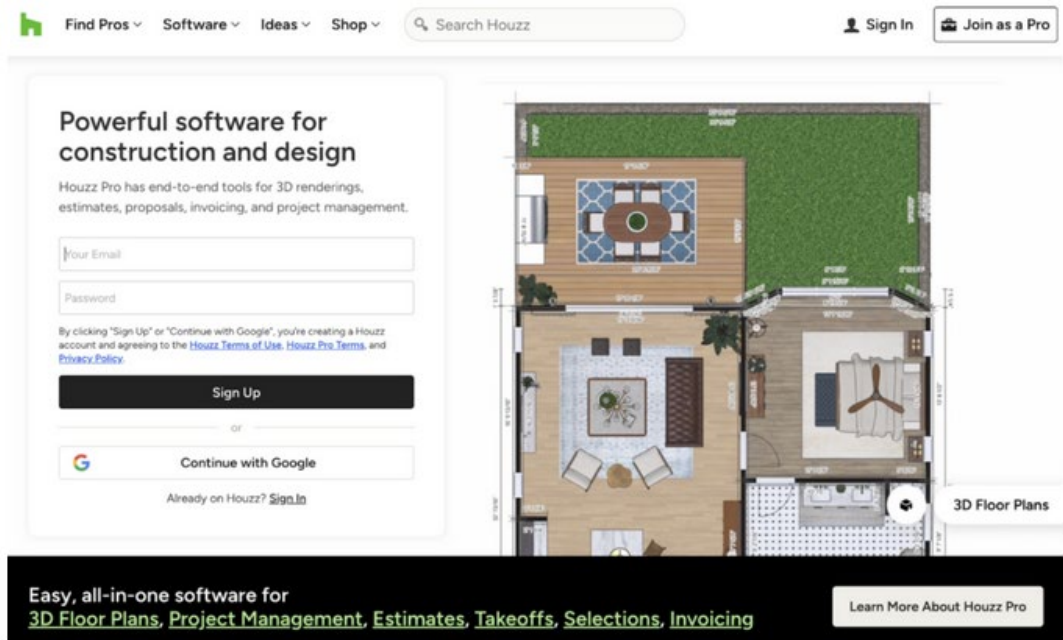 Find Pros
Software
Ideas
Shop
Search Houzz
Sign In
Join as a Pro
Powerful software for
construction and design
Houzz Pro has end-to-end tools for 3D renderings,
estimates, proposals, invoicing, and project management.
Your Email
Password
By clicking "Sign Up" or "Continue with Google", you're creating a Houzz
account and agreeing to the Houzz Terms of Use, Houzz Pro Terms, and
Privacy Policy.
Sign Up
or
Continue with Google
Already on Houzz? Sign In
3D Floor Plans
Easy, all-in-one software for
3D Floor Plans, Project Management, Estimates, Takeoffs, Selections, Invoicing
Learn More About Houzz Pro